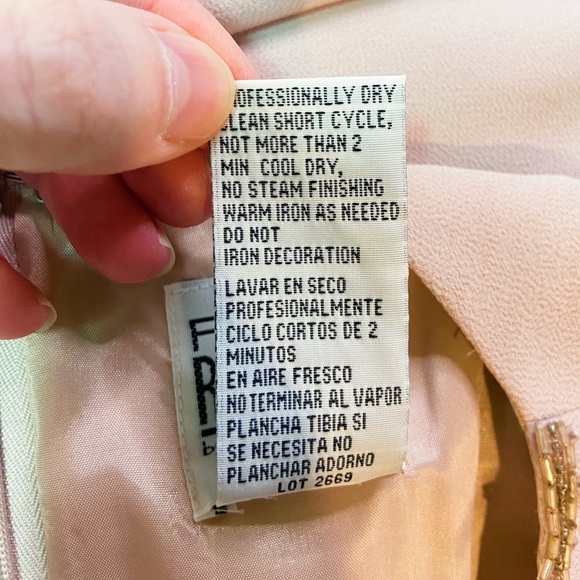 PROFESSIONALLY DRY
CLEAN SHORT CYCLE,
NOT MORE THAN 2
MIN COOL DRY,
NO STEAM FINISHING
WARM IRON AS NEEDED
DO NOT
IRON DECORATION
LAVAR EN SECO
PROFESIONALMENTE
CICLO CORTOS DE 2
MINUTOS
EN AIRE FRESCO
NO TERMINAR AL VAPOR
PLANCHA TIBIA SI
SE NECESITA NO
PLANCHAR ADORNO
LOT 2669